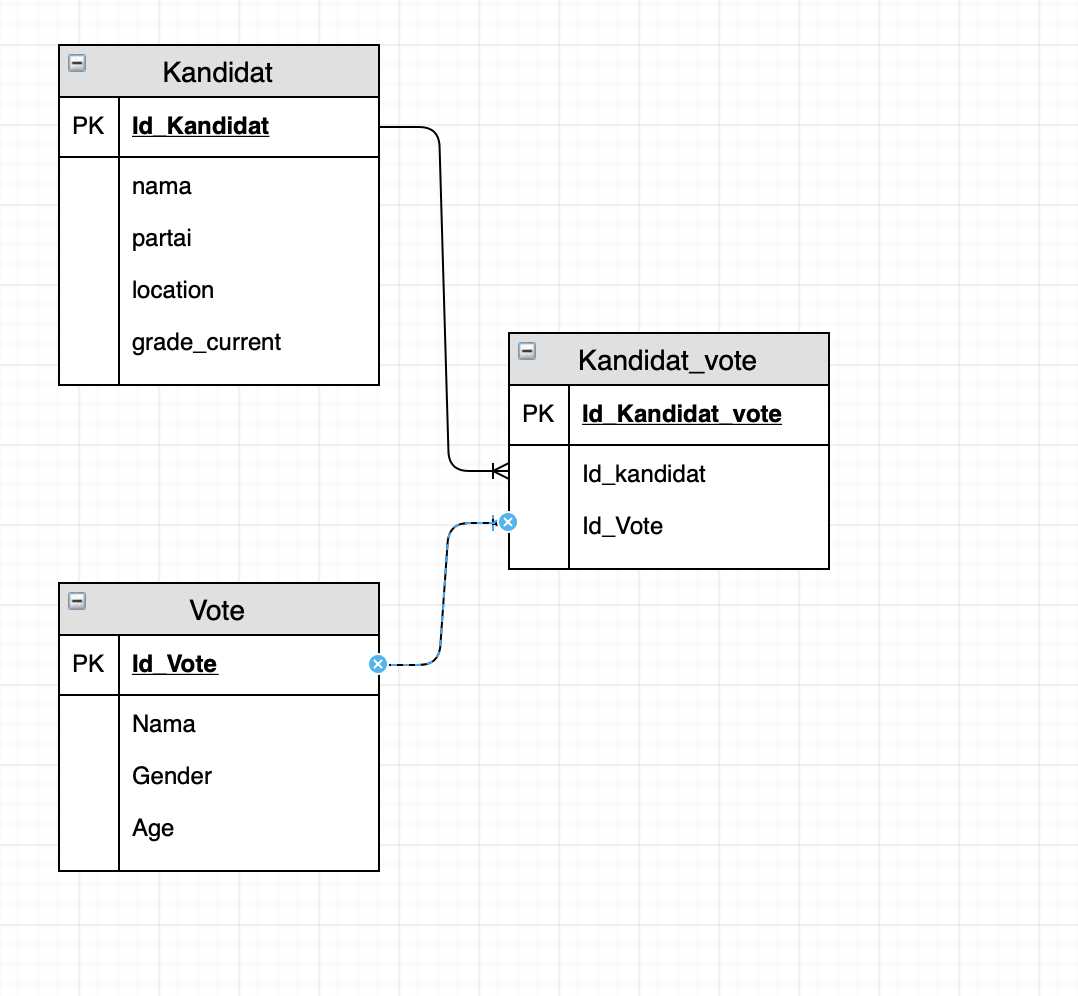 Kandidat
PK Id_Kandidat
nama
partai
location
grade_current
Kandidat_vote
PK Id_Kandidat_vote
Id_kandidat
Id_Vote
Vote
PK Id_Vote
Nama
Gender
Age